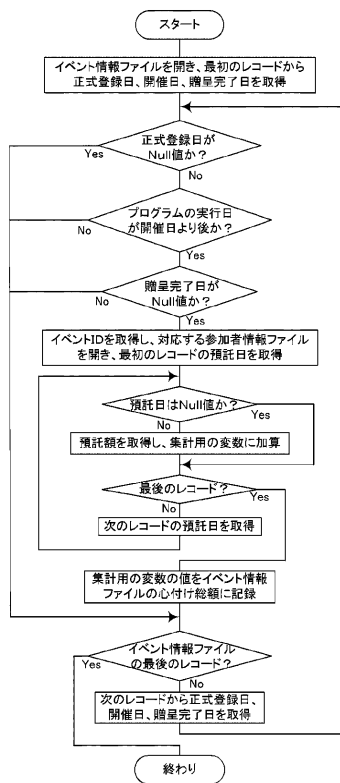 スタート
イベント情報ファイルを開き、最初のレコードから
正式登録日、開催日、贈呈完了日を取得
正式登録日が
Null値か？
Yes
No
プログラムの実行日
が開催日より後か？
No
Yes
贈呈完了日が
Null値か？
No
Yes
イベントIDを取得し、対応する参加者情報ファイル
を開き、最初のレコードの預託日を取得
預託日はNull値か？
Yes
No
預託額を取得し、集計用の変数に加算
最後のレコード？
Yes
No
次のレコードの預託日を取得
集計用の変数の値をイベント情報
ファイルの心付け総額に記録
イベント情報ファイル
の最後のレコード？
Yes
No
次のレコードから正式登録日、
開催日、贈呈完了日を取得
終わり